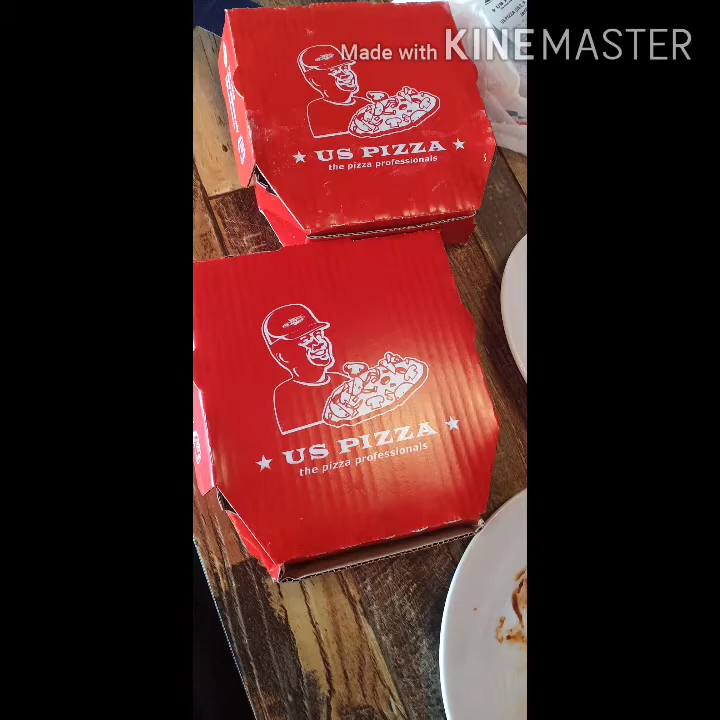 Made with KINEMASTER
★ US PIZZA ★
the pizza professionals
★ US PIZZA ★
the pizza professionals